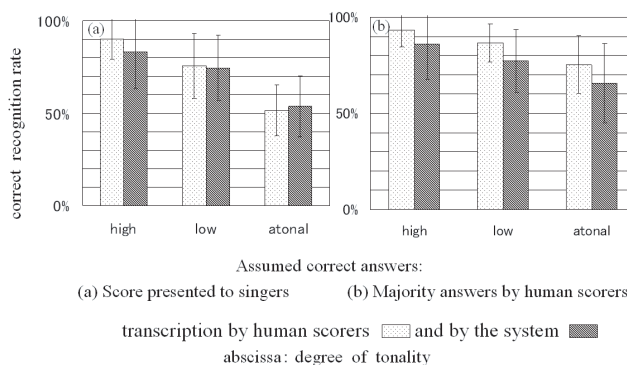 correct recognition rate
100%
50%
0%
(a)
high low atonal
100%
50%
0%
(b)
high low atonal
Assumed correct answers:
(a) Score presented to singers (b) Majority answers by human scorers
transcription by human scorers and by the system
abscissa: degree of tonality